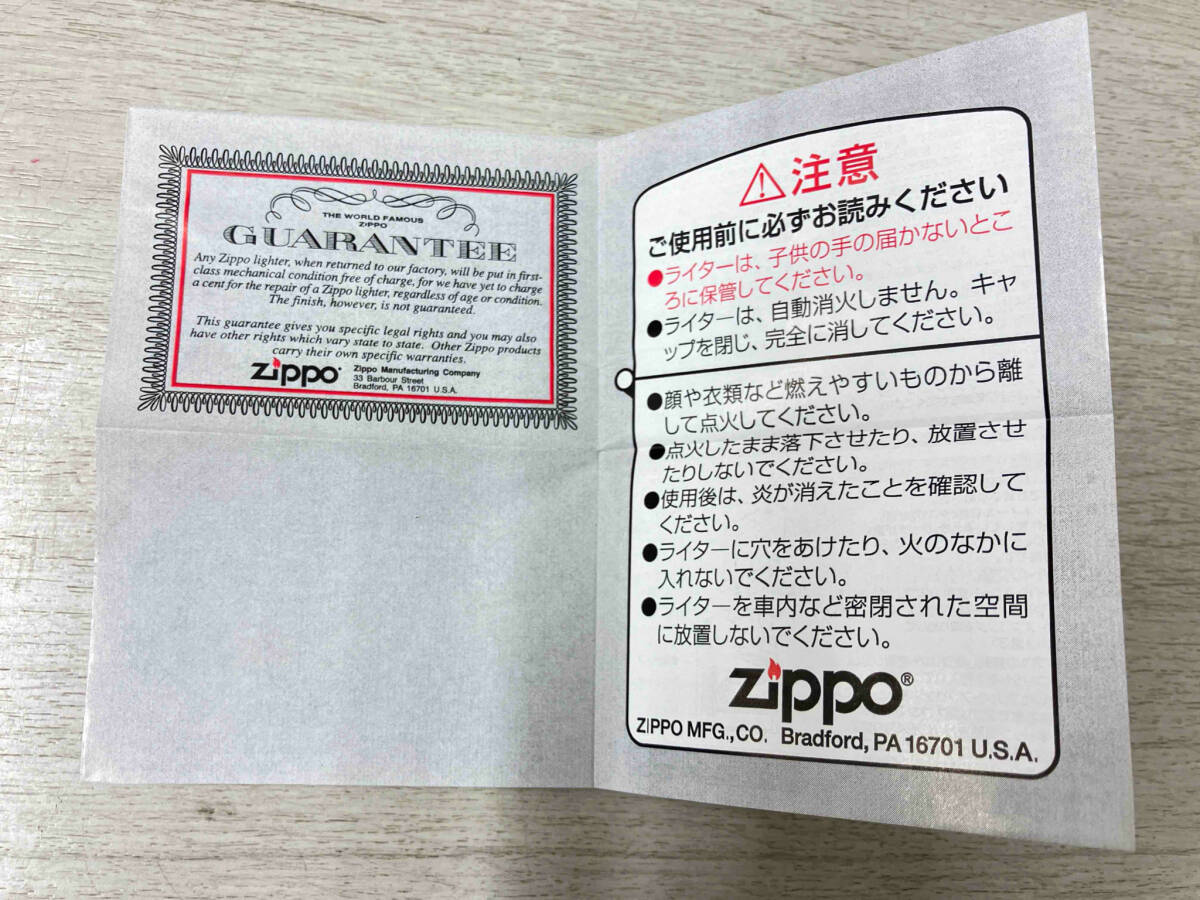 THE WORLD FAMOUS
ZIPPO
GUARANTEE
Any Zippo lighter, when returned to our factory, will be put in first-
class mechanical condition free of charge, for we have yet to charge
a cent for the repair of a Zippo lighter, regardless of age or condition.
The finish, however, is not guaranteed.
This guarantee gives you specific legal rights and you may also
have other rights which vary state to state. Other Zippo products
carry their own specific warranties.
Zippo®
Zippo Manufacturing Company
33 Barbour Street
Bradford, PA 16701 U.S.A.
注意
ご使用前に必ずお読みください
●ライターは、子供の手の届かないとこ
ろに保管してください。
●ライターは、自動消火しません。キャ
ップを閉じ、完全に消してください。
●顔や衣類など燃えやすいものから離
して点火してください。
●点火したまま落下させたり、放置させ
たりしないでください。
●使用後は、炎が消えたことを確認して
ください。
●ライターに穴をあけたり、火のなかに
入れないでください。
●ライターを車内など密閉された空間
に放置しないでください。
Zippo®
ZIPPO MFG.,CO. Bradford, PA 16701 U.S.A.